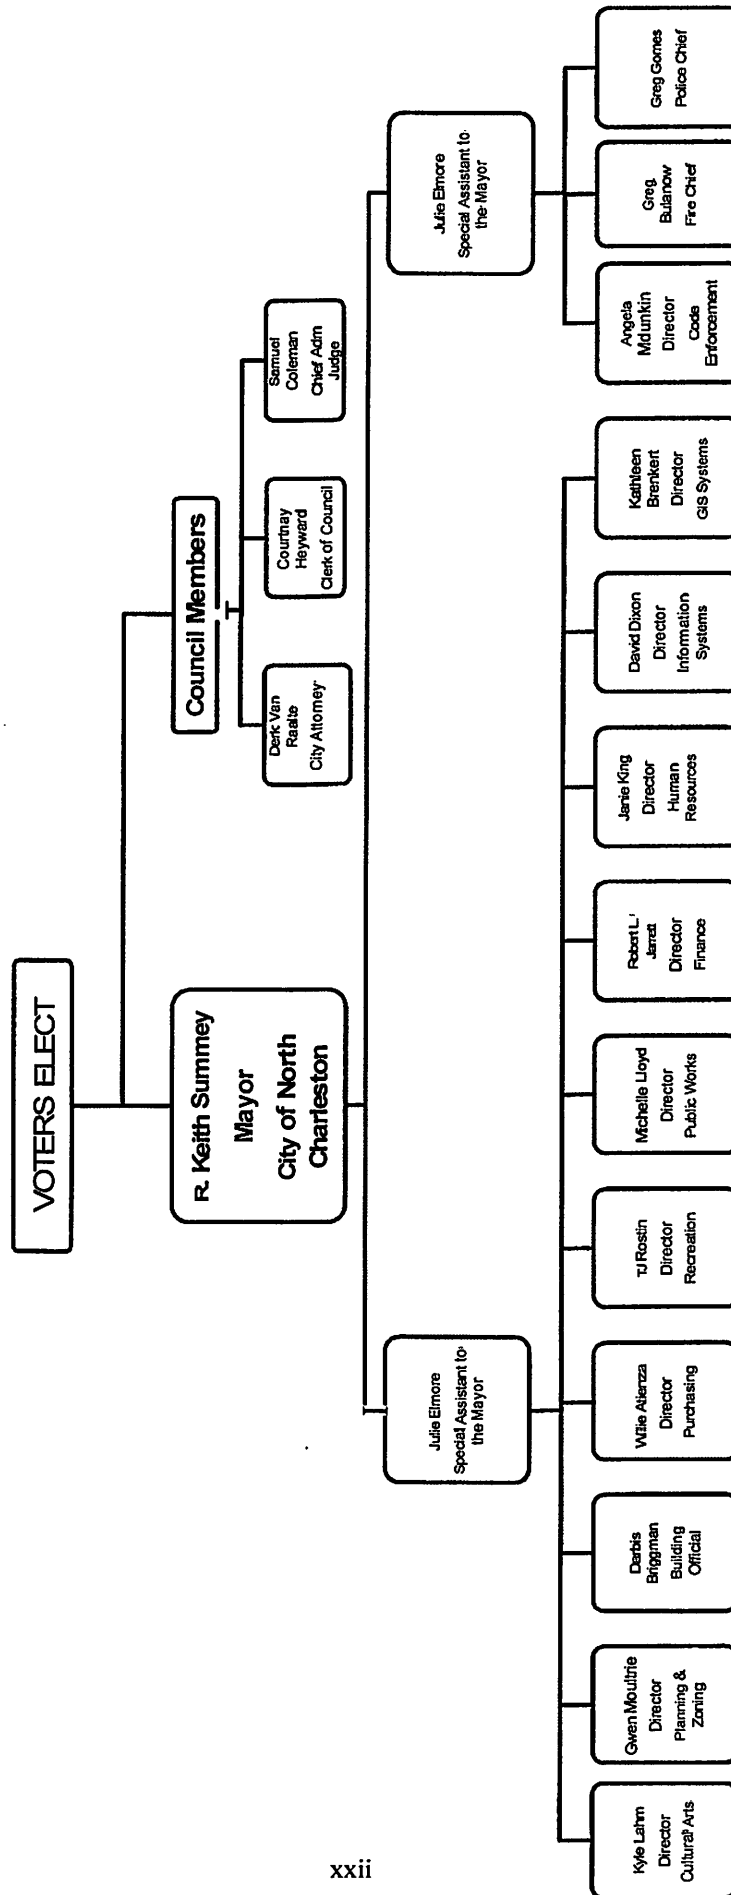 VOTERS ELECT
R. Keith Summey
Mayor
City of North
Charleston
Council Members
Derk Van
Raalte
City Attorney
Courtnay
Heyward
Clerk of Council
Samuel
Coleman
Chief Adm
Judge
Julie Elmore
Special Assistant to
the Mayor
Julie Elmore
Special Assistant to
the Mayor
Kyle Lahm
Director
Cultural Arts
Gwen Moultrie
Director
Planning &
Zoning
Darbis
Briggman
Building
Official
Willie Atienza
Director
Purchasing
TJ Rostin
Director
Recreation
Michelle Lloyd
Director
Public Works
Robert L.
Jarrett
Director
Finance
Janie King
Director
Human
Resources
David Dixon
Director
Information
Systems
Kathleen
Brenkert
Director
GIS Systems
Angela
Director
Code
Enforcement
Greg
Bulanow
Fire Chief
Greg Gomes
Police Chief
xxii